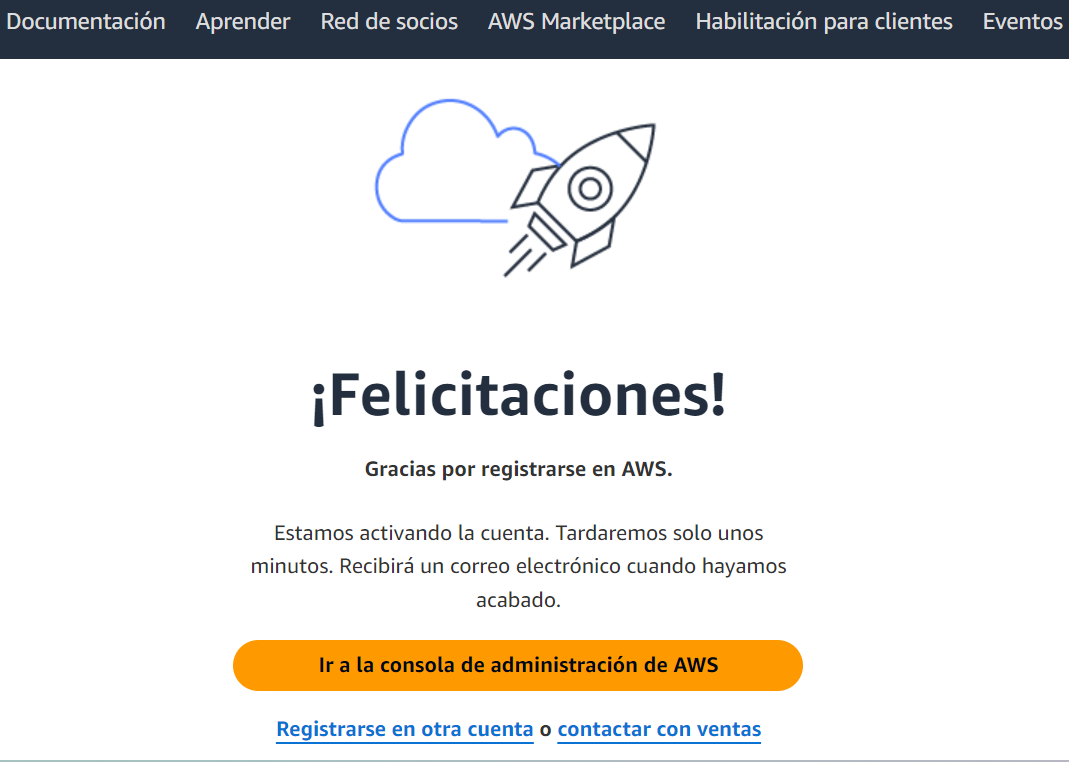 Documentación Aprender Red de socios AWS Marketplace Habilitación para clientes Eventos
¡Felicitaciones!
Gracias por registrarse en AWS.
Estamos activando la cuenta. Tardaremos solo unos
minutos. Recibirá un correo electrónico cuando hayamos
acabado.
Ir a la consola de administración de AWS
Registrarse en otra cuenta o contactar con ventas